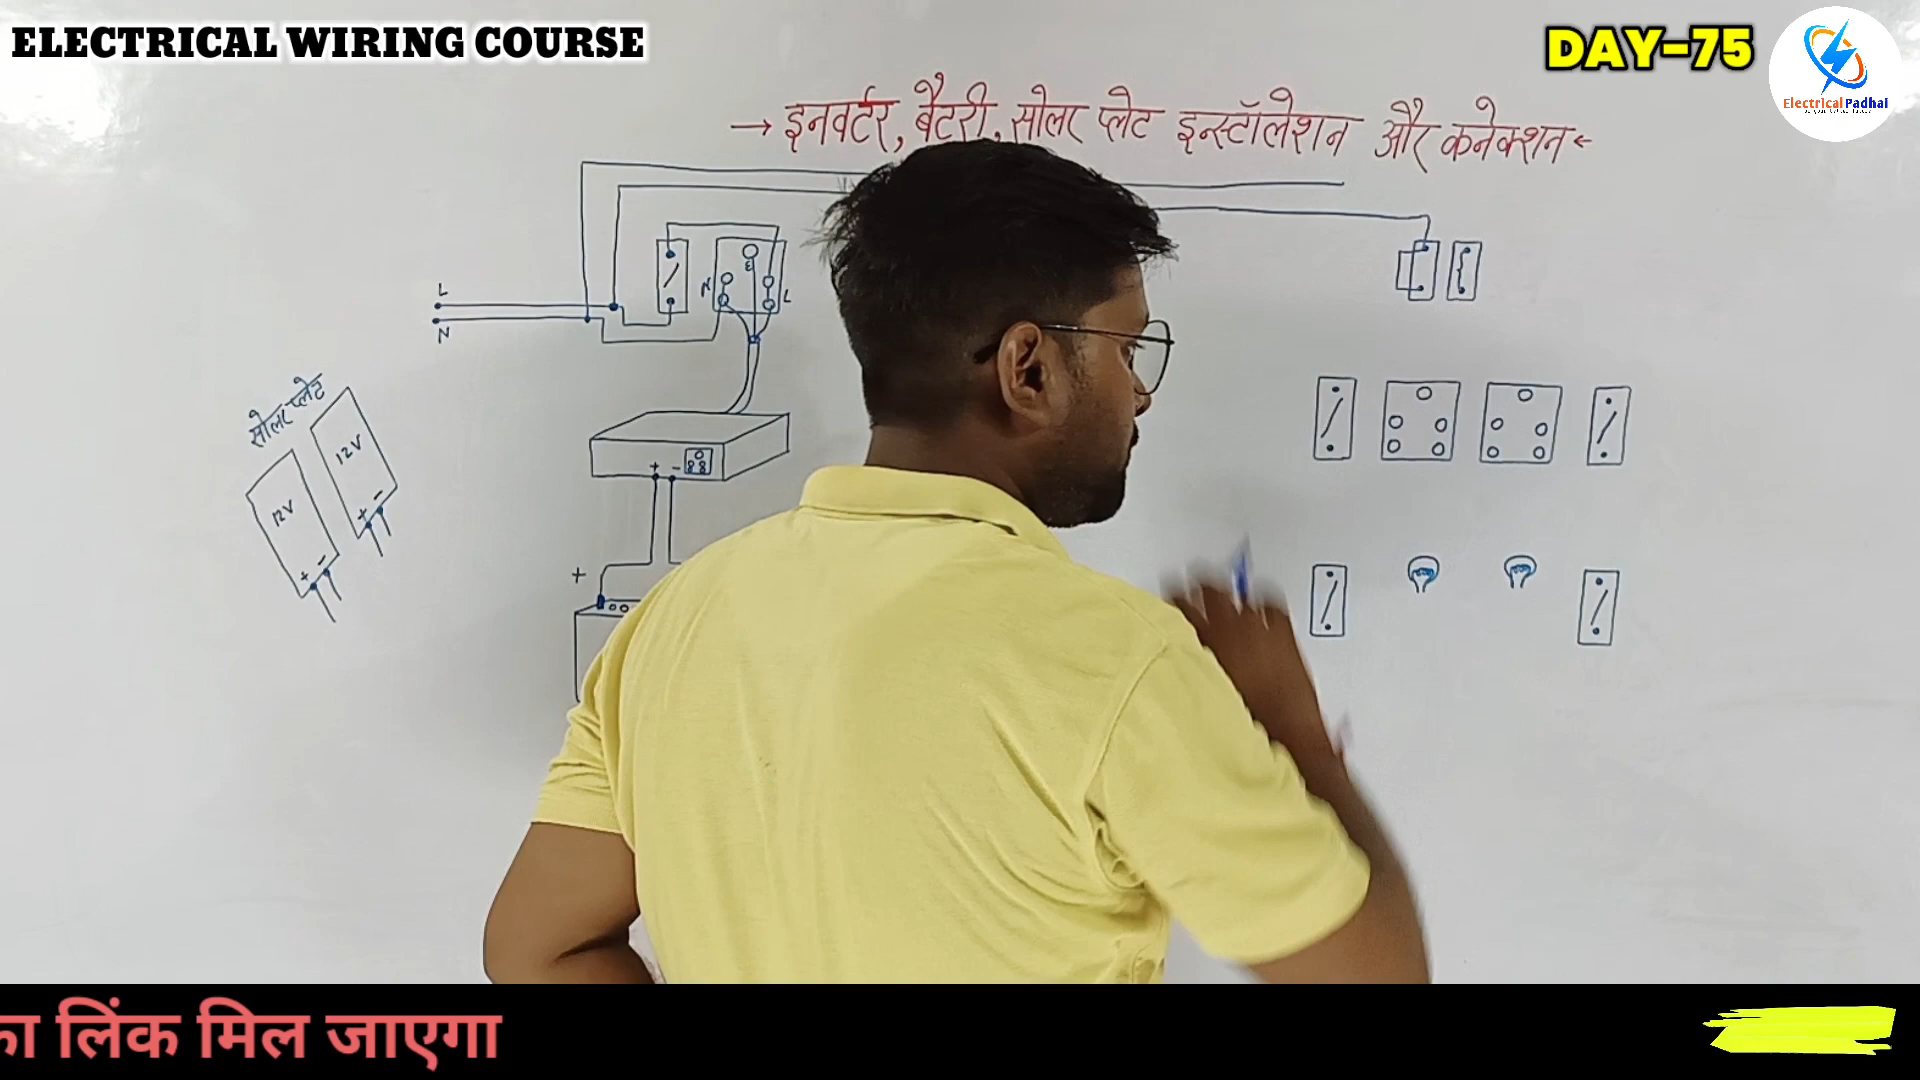 ELECTRICAL WIRING COURSE
DAY-75
Electrical Padhai
→ इनवर्टर, बैटरी, सोलर प्लेट इन्स्टॉलेशन और कनेक्शन ←
E
N
L
L
N
सोलर प्लेट
12V
12V
+ -
+ -
+ -
+
का लिंक मिल जाएगा